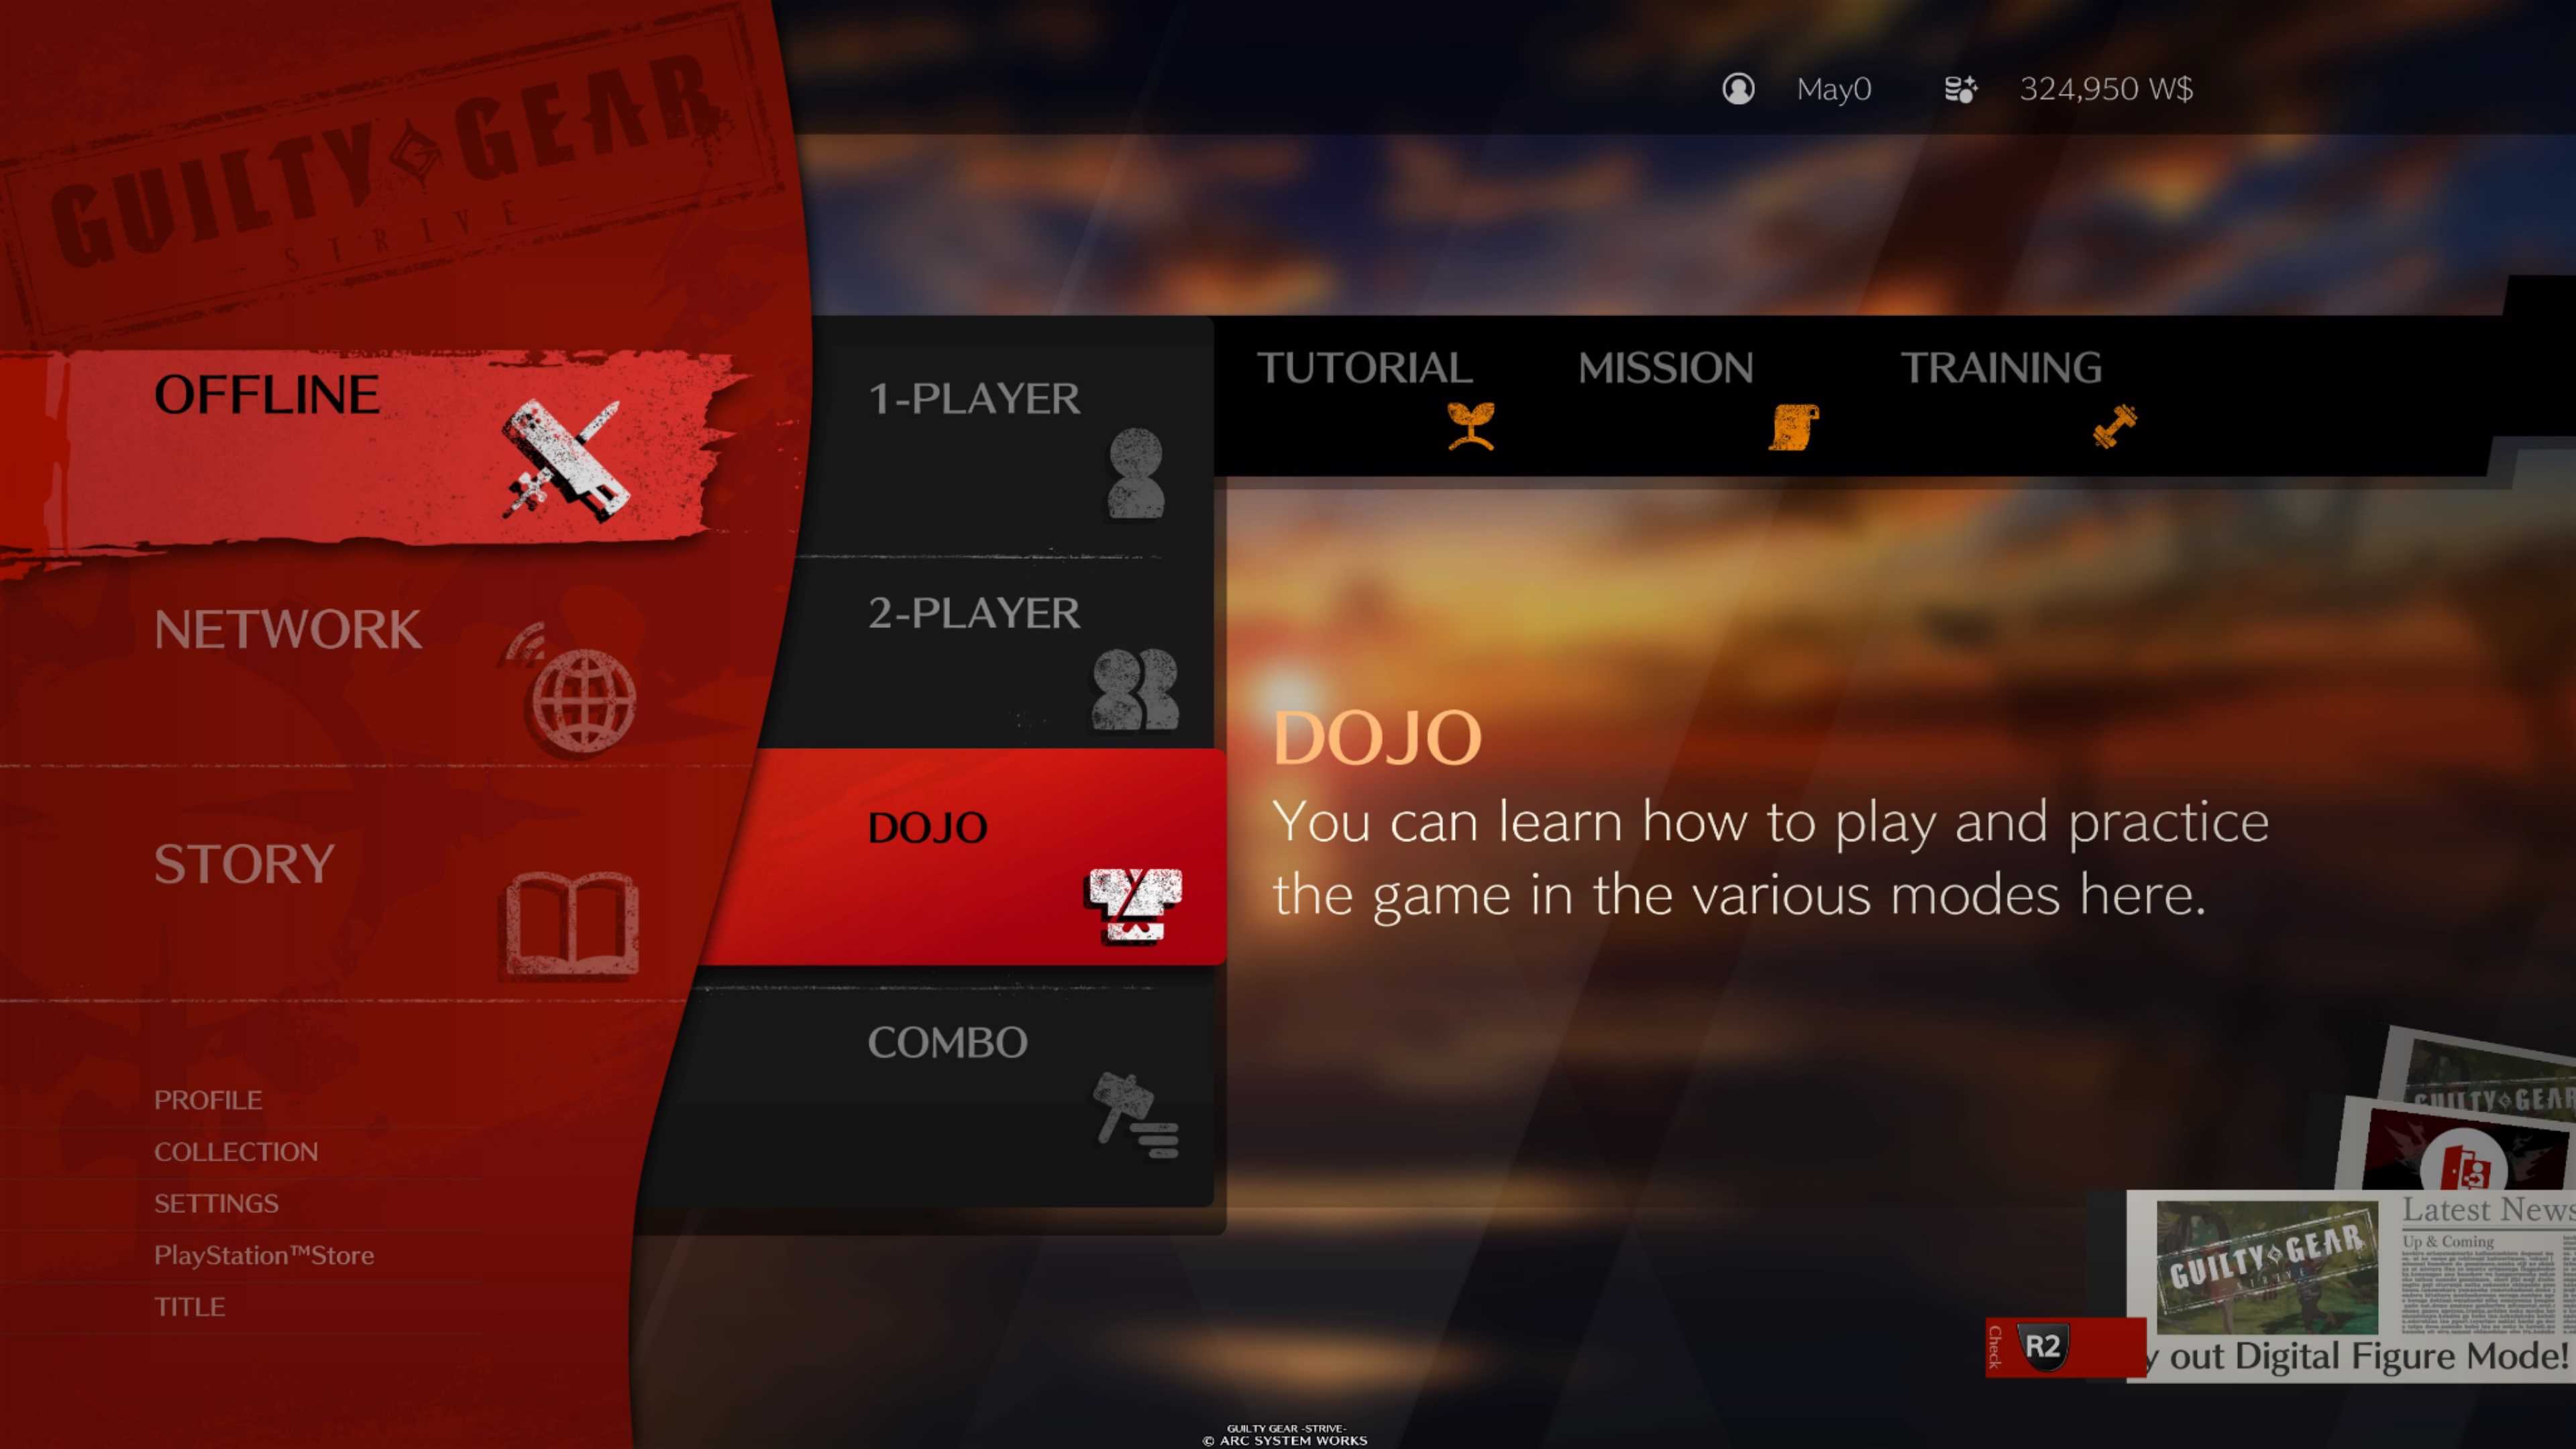 GUILTY GEAR
- STRIVE -
May0
324,950 W$
OFFLINE
NETWORK
STORY
PROFILE
COLLECTION
SETTINGS
PlayStation™Store
TITLE
1-PLAYER
2-PLAYER
DOJO
COMBO
TUTORIAL
MISSION
TRAINING
DOJO
You can learn how to play and practice
the game in the various modes here.
GUILTY GEAR
Latest News
Up & Coming
GUILTY GEAR
STRIVE
Check
R2
y out Digital Figure Mode!
GUILTY GEAR -STRIVE-
© ARC SYSTEM WORKS